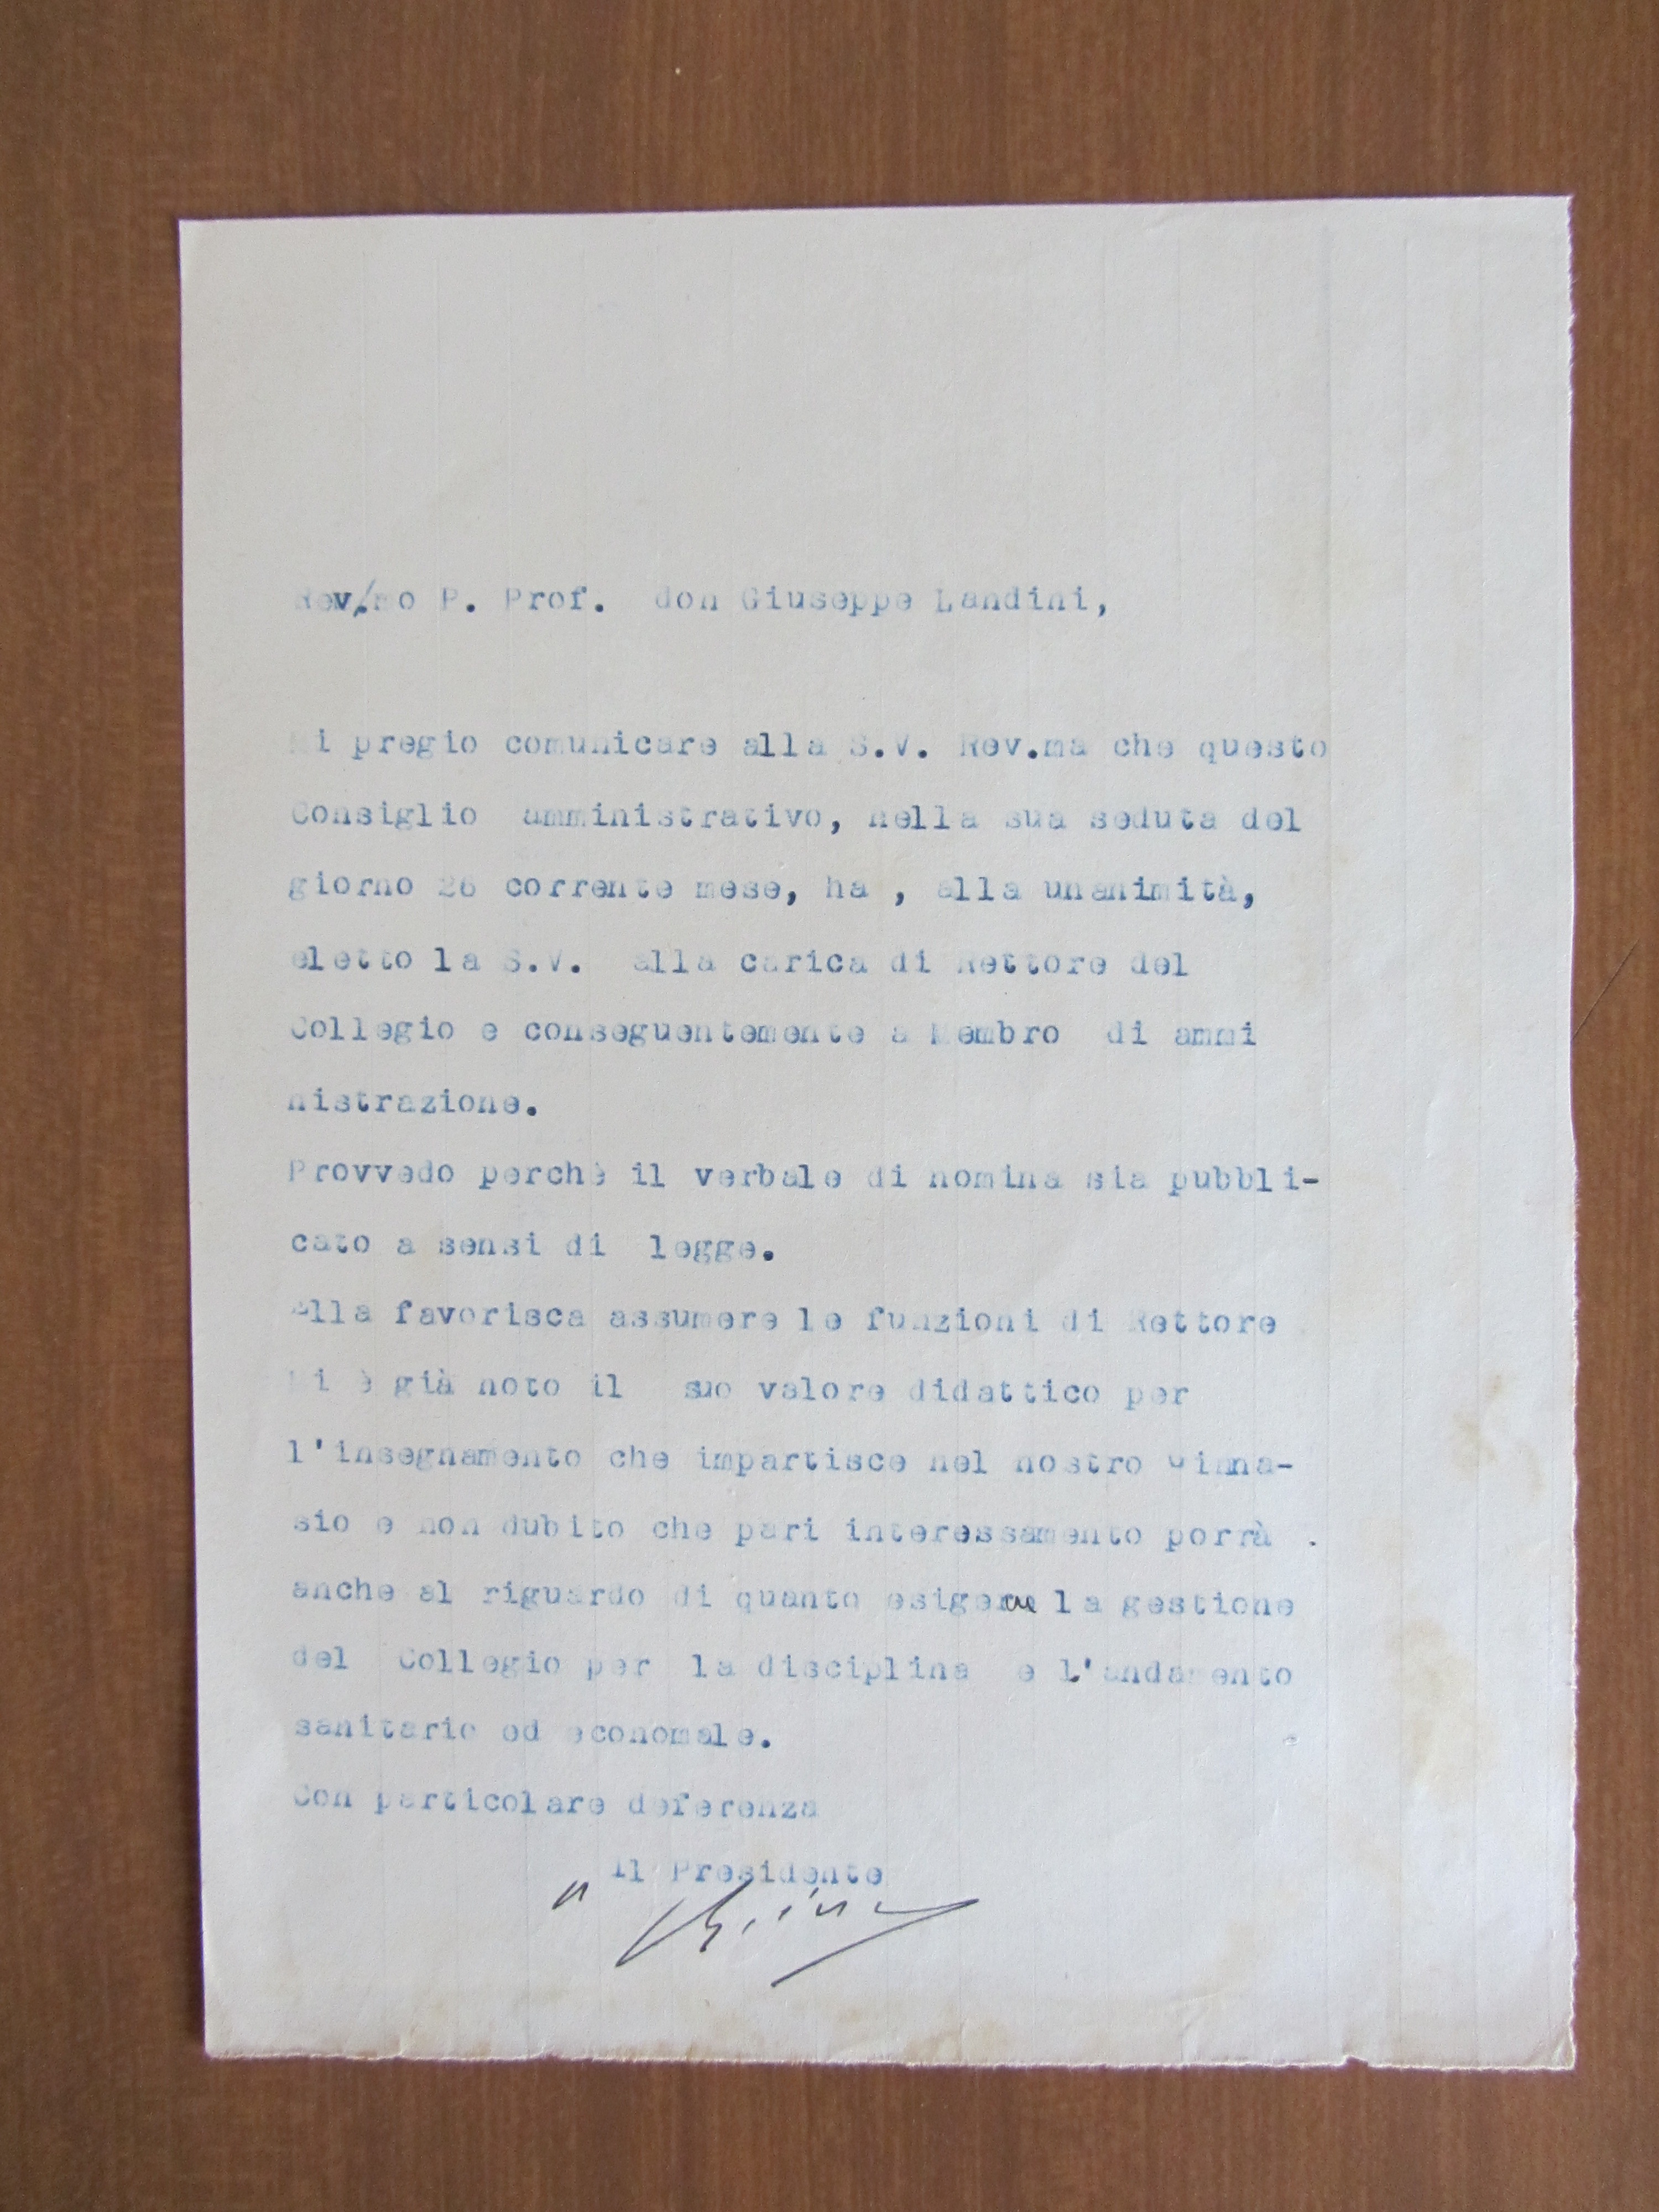 Rev.mo P. Prof. don Giuseppe Landini,
Mi pregio comunicare alla S.V. Rev.ma che questo
Consiglio amministrativo, nella sua seduta del
giorno 26 corrente mese, ha , alla unanimità,
eletto la S.V. alla carica di Rettore del
Collegio e conseguentemente a Membro di ammi
nistrazione.
Provvedo perchè il verbale di nomina sia pubbli-
cato a sensi di legge.
Ella favorisca assumere le funzioni di Rettore
Mi è già noto il suo valore didattico per
l'insegnamento che impartisce nel nostro Ginna-
sio e non dubito che pari interessamento porrà .
anche al riguardo di quanto esige la gestione
del Collegio per la disciplina e l'andamento
sanitario ed economale.
Con particolare deferenza
Il Presidente